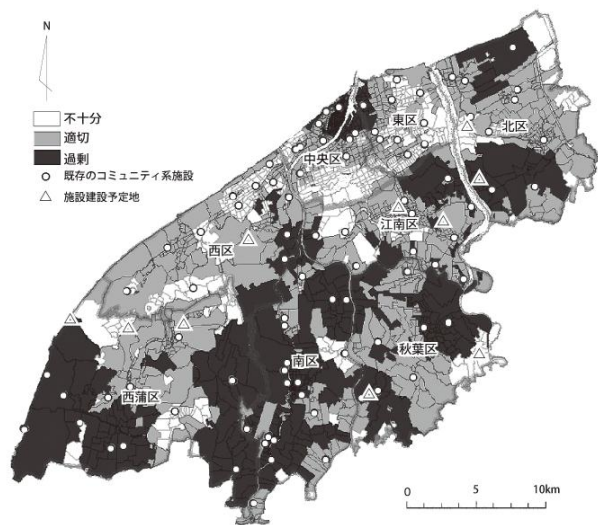 N
不十分
適切
過剰
既存のコミュニティ系施設
施設建設予定地
東区
北区
中央区
江南区
西区
秋葉区
南区
西蒲区
0 5 10km